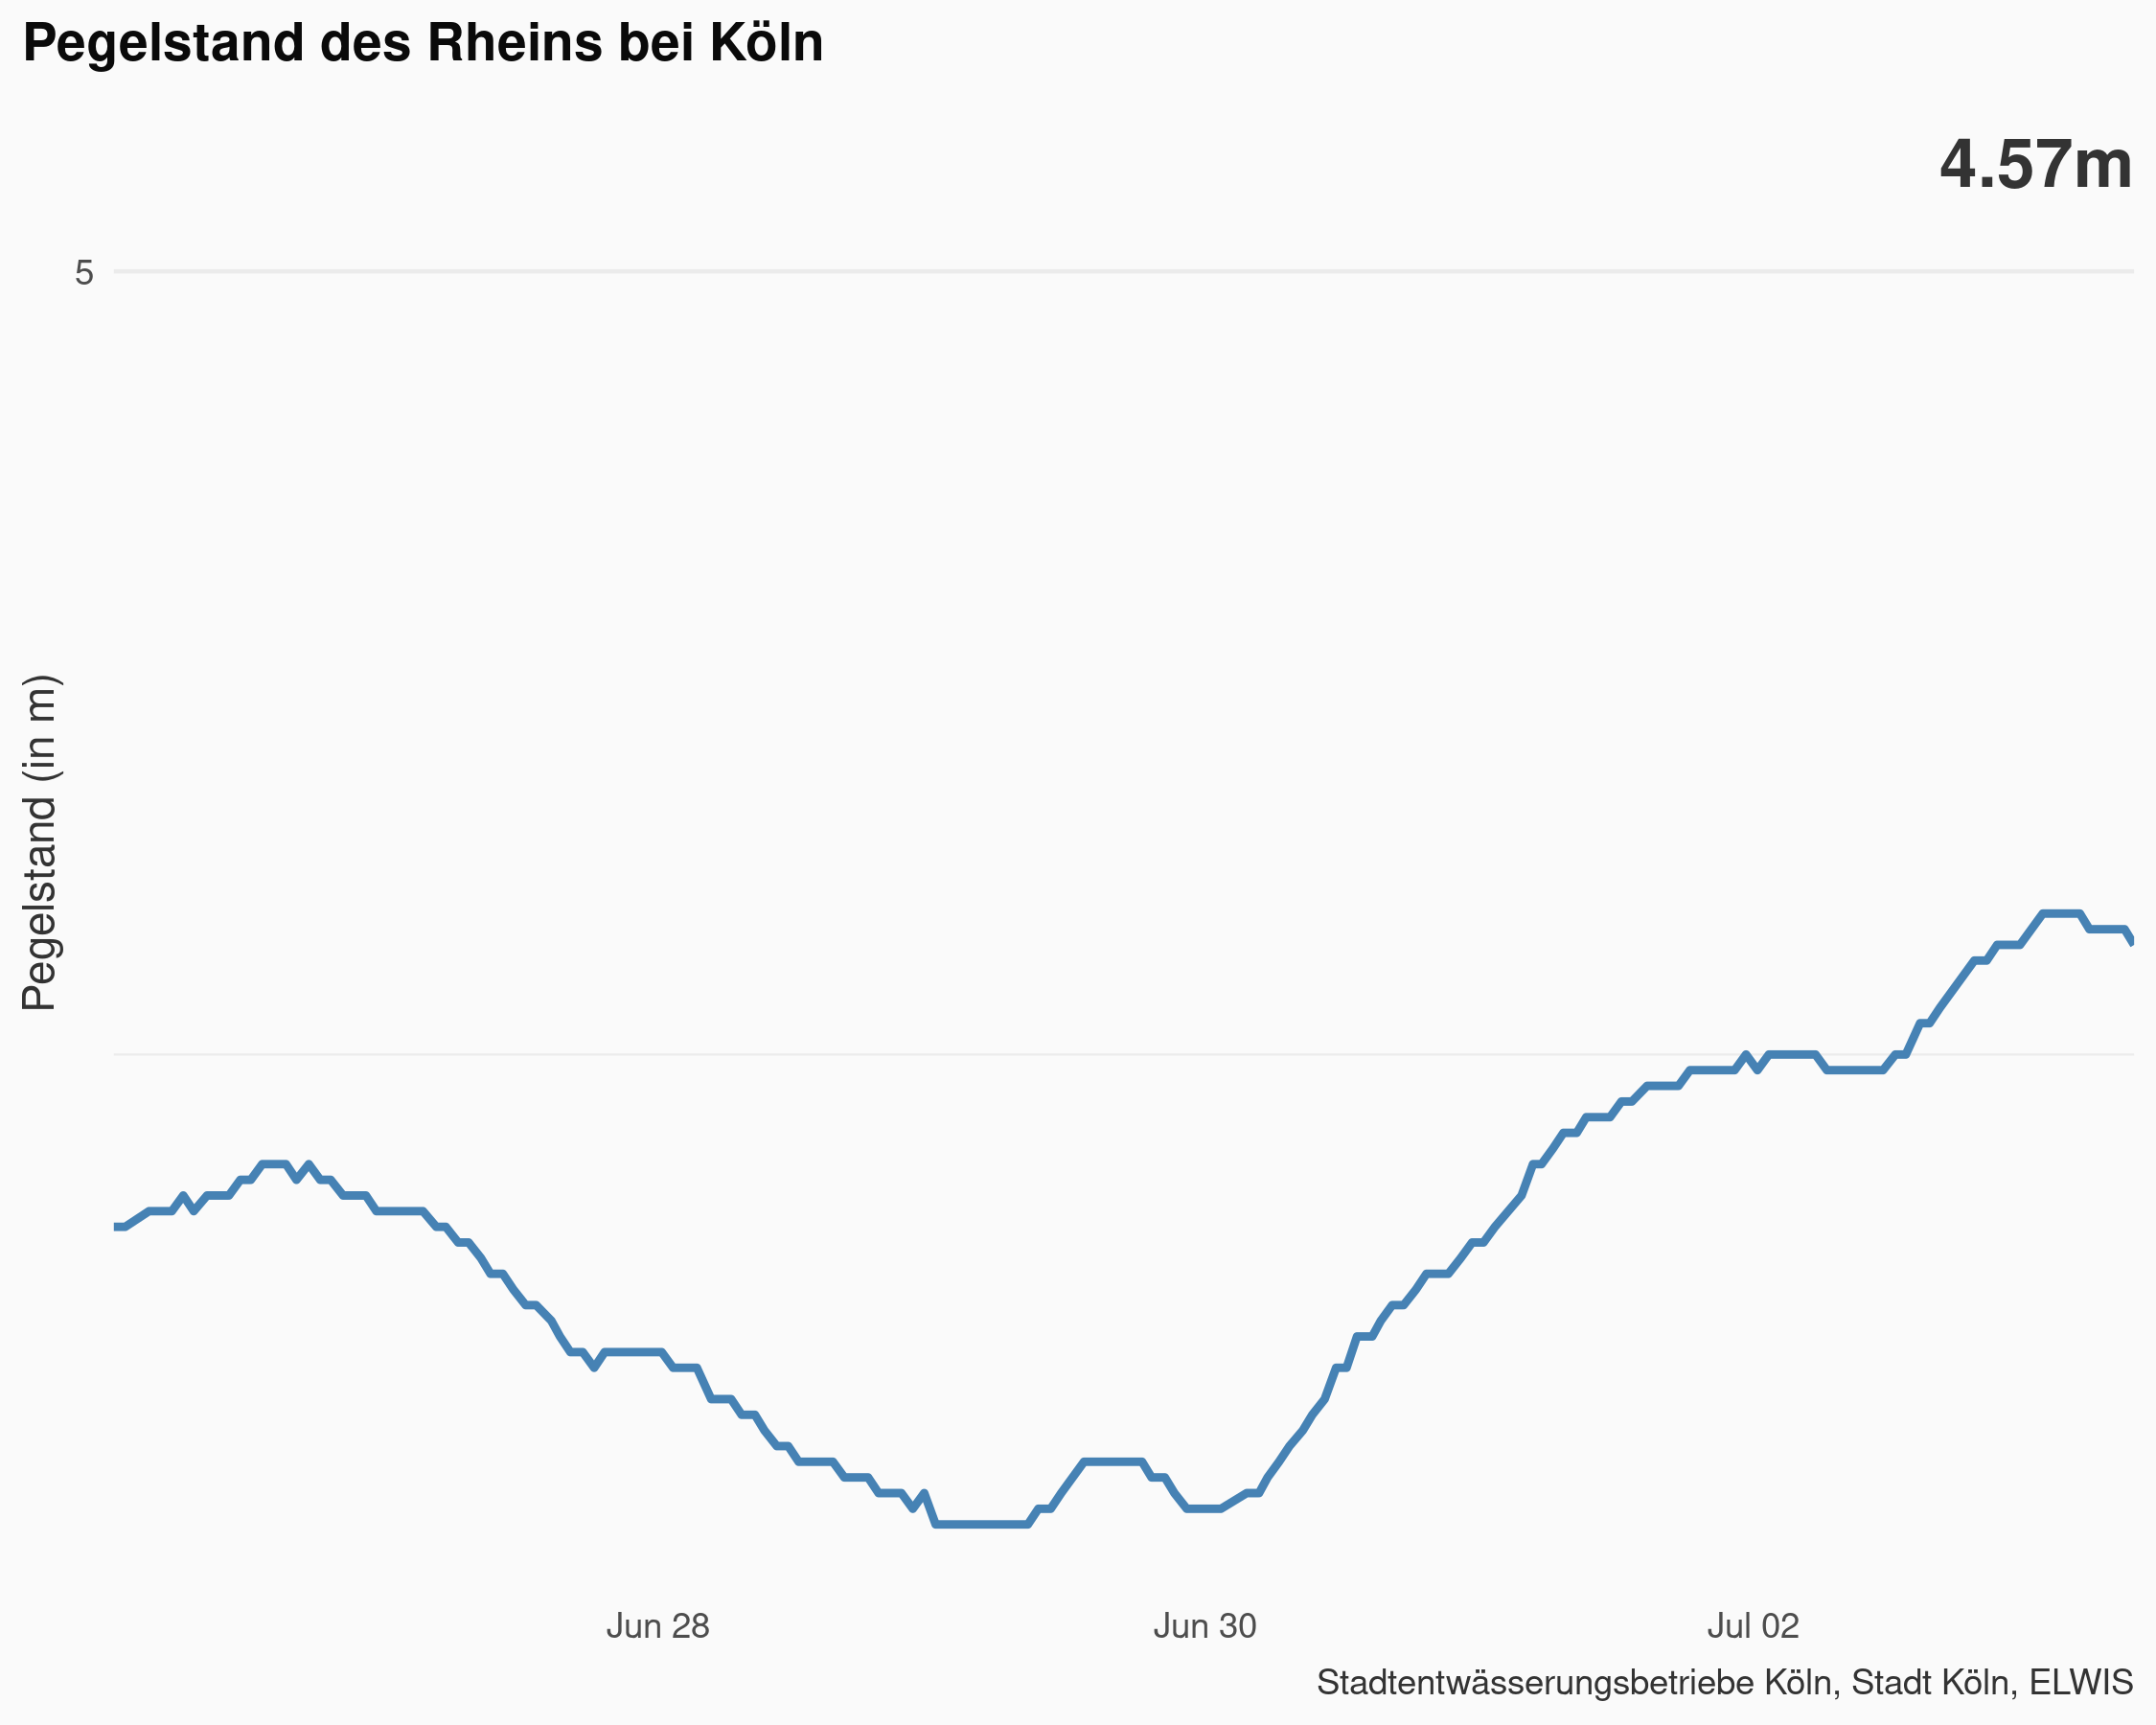 Pegelstand des Rheins bei Köln
4.57m
5
Pegelstand (in m)
Jun 28
Jun 30
Jul 02
Stadtentwässerungsbetriebe Köln, Stadt Köln, ELWIS